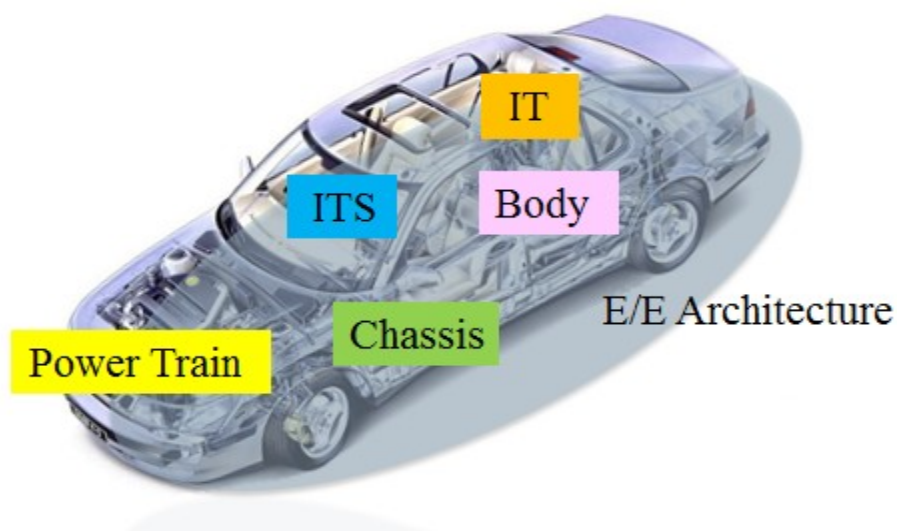 IT
ITS
Body
E/E Architecture
Chassis
Power Train